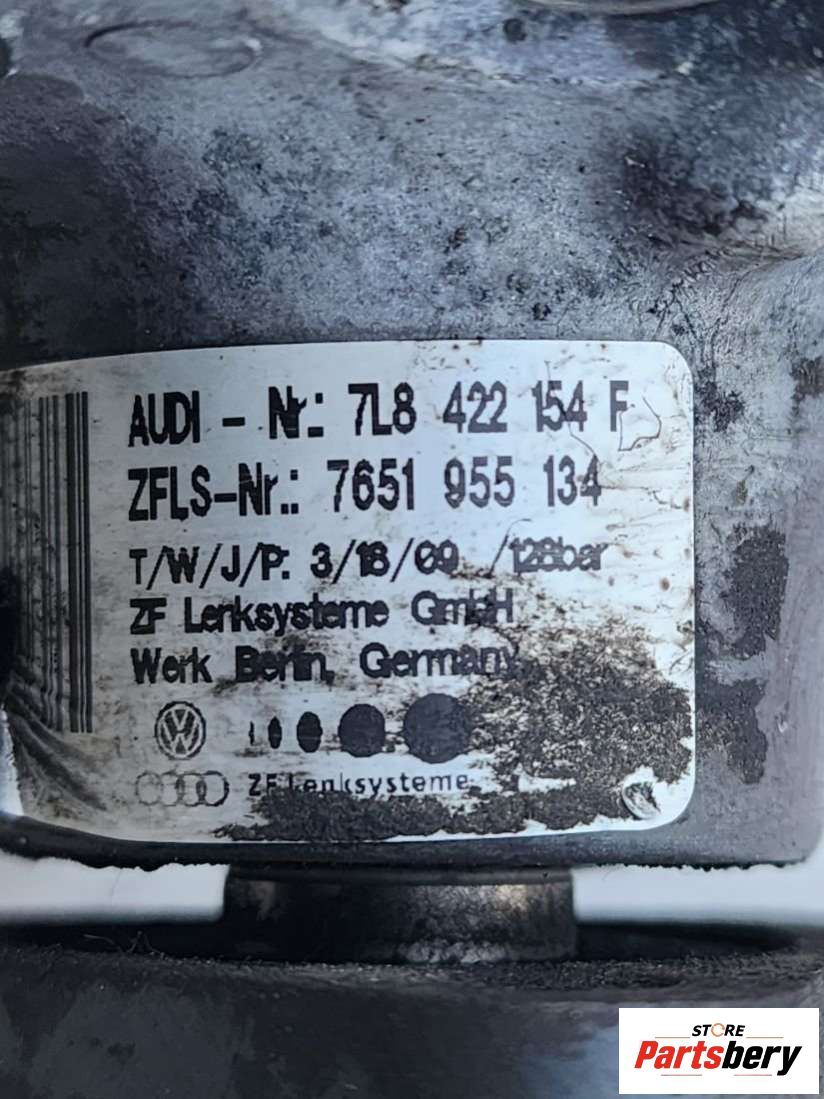 AUDI - Nr.: 7L8 422 154 F
ZFLS-Nr.: 7651 955 134
T/W/J/P: 3/18/09 /128bar
ZF Lenksysteme GmbH
Werk Berlin, Germany
ZF Lenksysteme
STORE
Partsbery